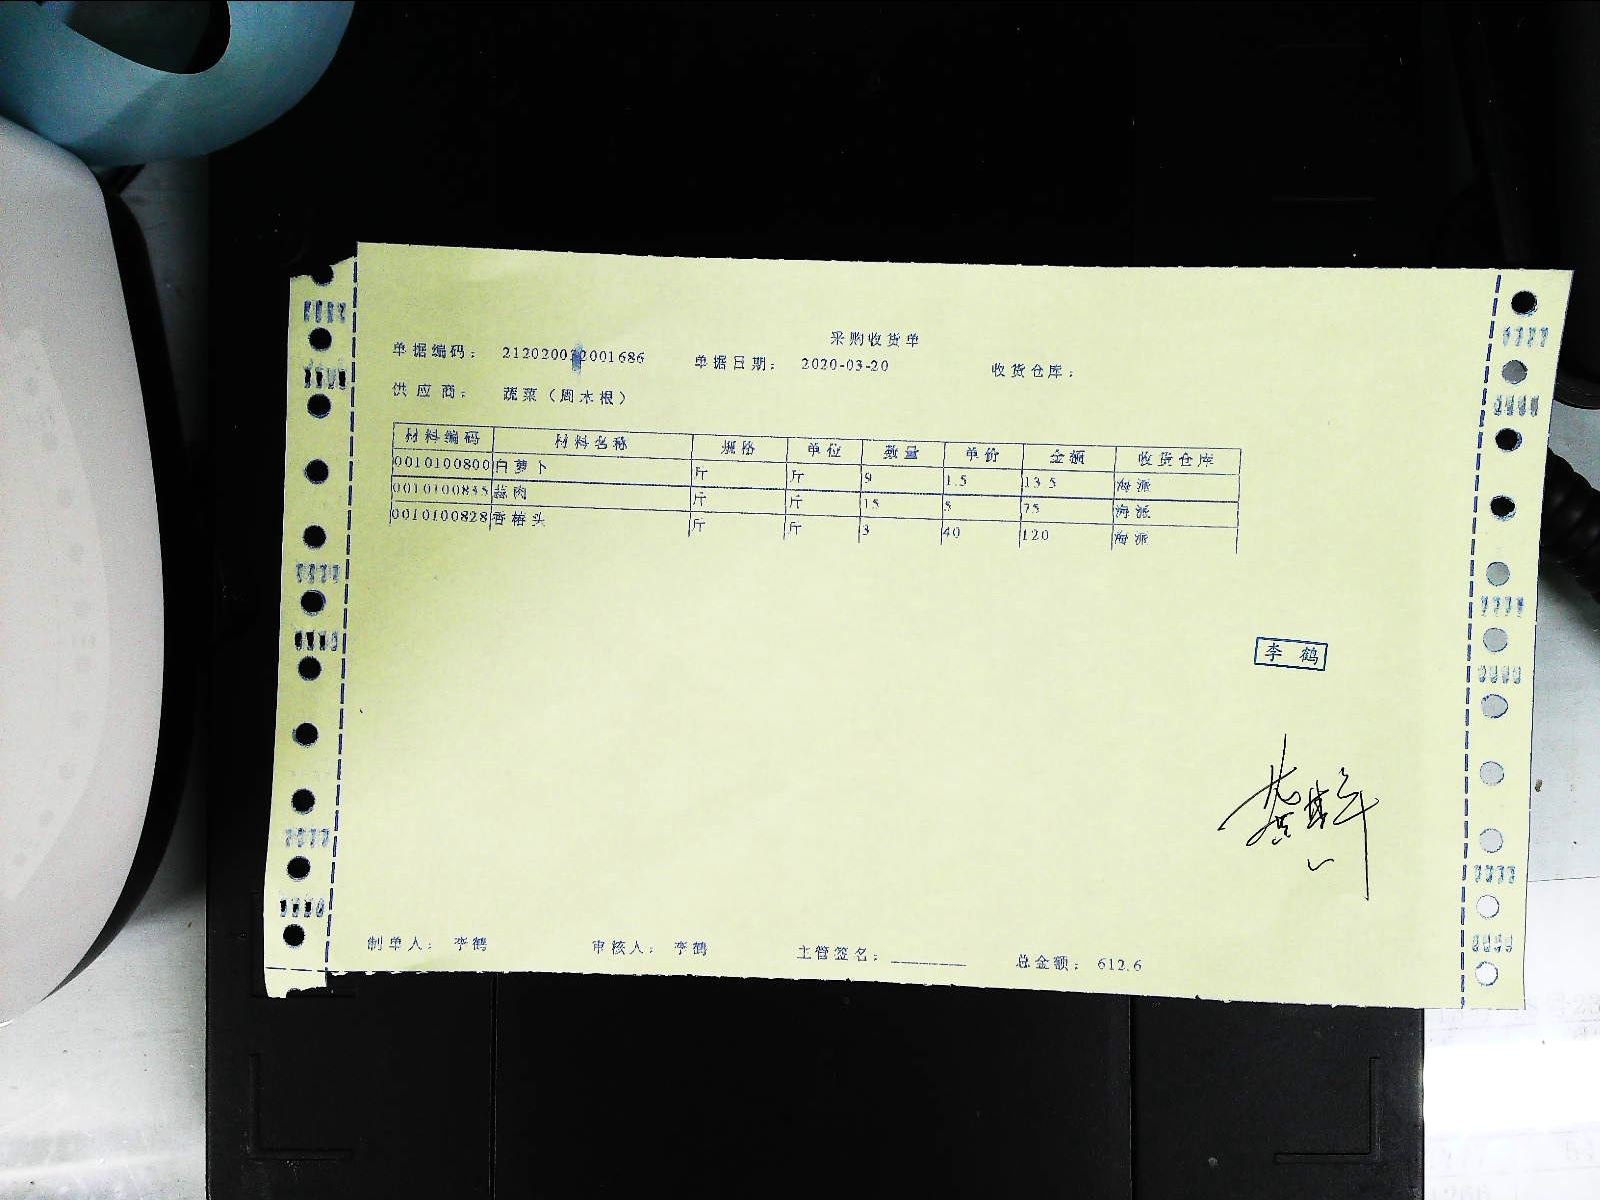 采购收货单
单据编码： 2120200320001686 单据日期： 2020-03-20 收货仓库：
供应商： 蔬菜（周木根）
材料编码 材料名称 规格 单位 数量 单价 金额 收货仓库
0010100800 白萝卜 斤 斤 9 1.5 13.5 海派
0010100835 蒜肉 斤 斤 15 5 75 海派
0010100828 香椿头 斤 斤 3 40 120 海派
李鹤
制单人： 李鹤 审核人： 李鹤 主管签名：________ 总金额： 612.6